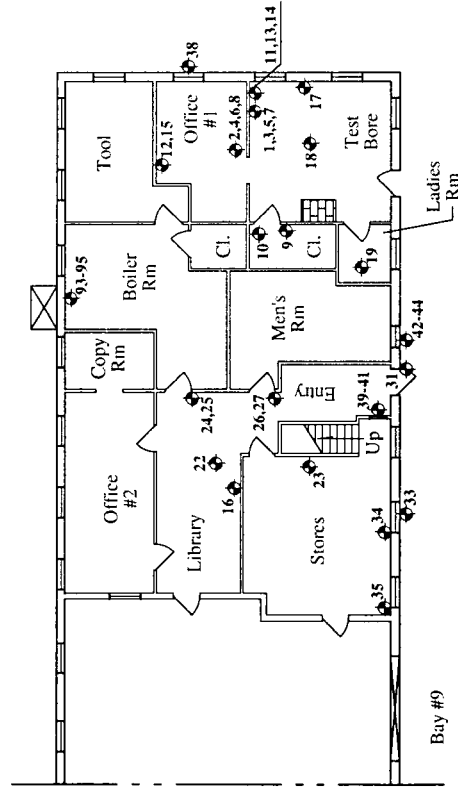 38
11,13,14
Tool
12,15
Office
#1
2,4,6,8
1,3,5,7
17
18
Test
Bore
Ladies
Rm
93-95
Boiler
Rm
Cl.
10
9
Cl.
19
Copy
Rm
Men's
Rm
42-44
31
24,25
26,27
Entry
39-41
Office
#2
22
16
Library
23
Up
Stores
34
33
35
Bay #9